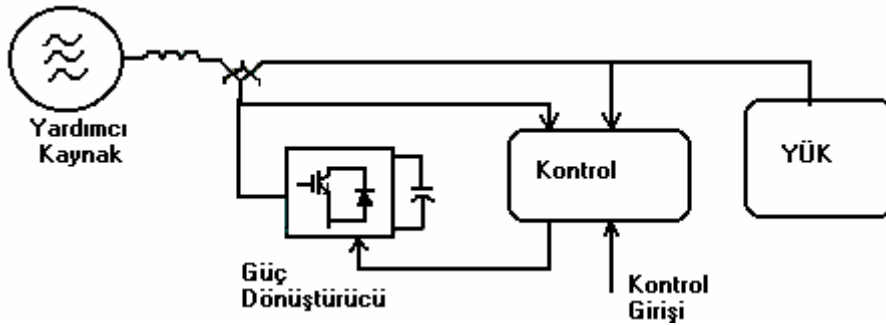 Yardımcı
Kaynak
Kontrol
YÜK
Güç
Dönüştürücü
Kontrol
Girişi